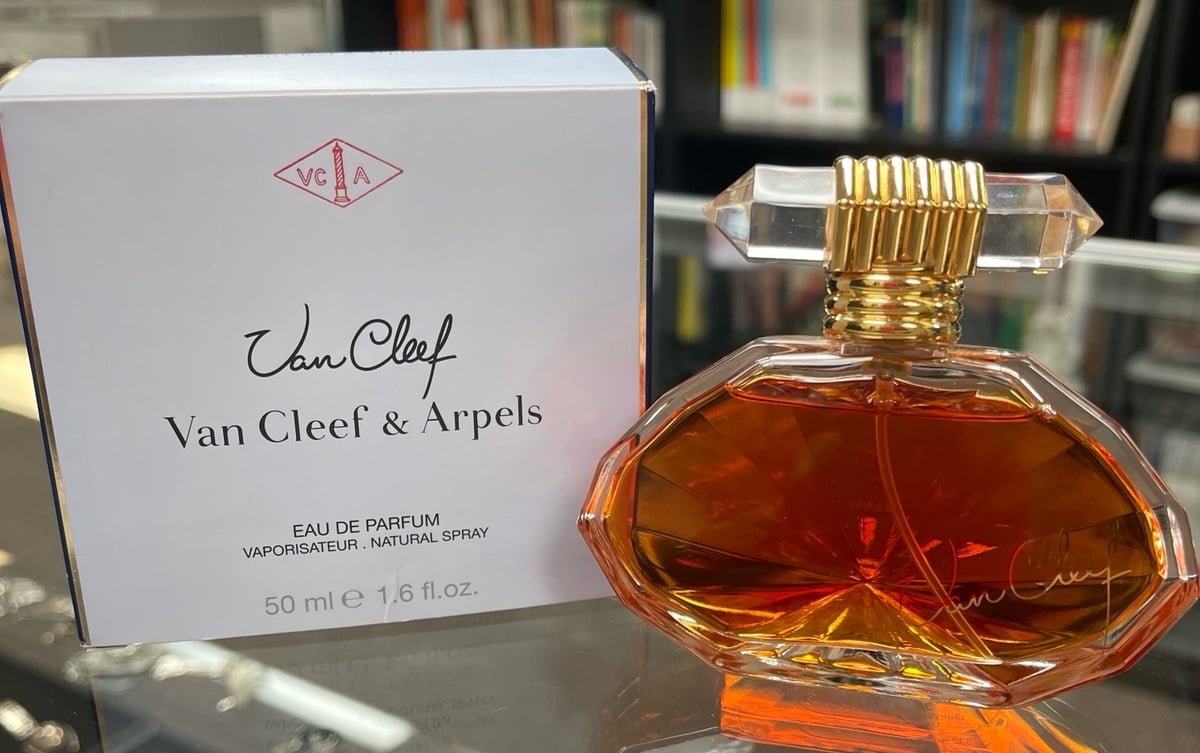 VC A
Van Cleef
Van Cleef & Arpels
EAU DE PARFUM
VAPORISATEUR . NATURAL SPRAY
50 ml ℮ 1.6 fl.oz.
Van Cleef